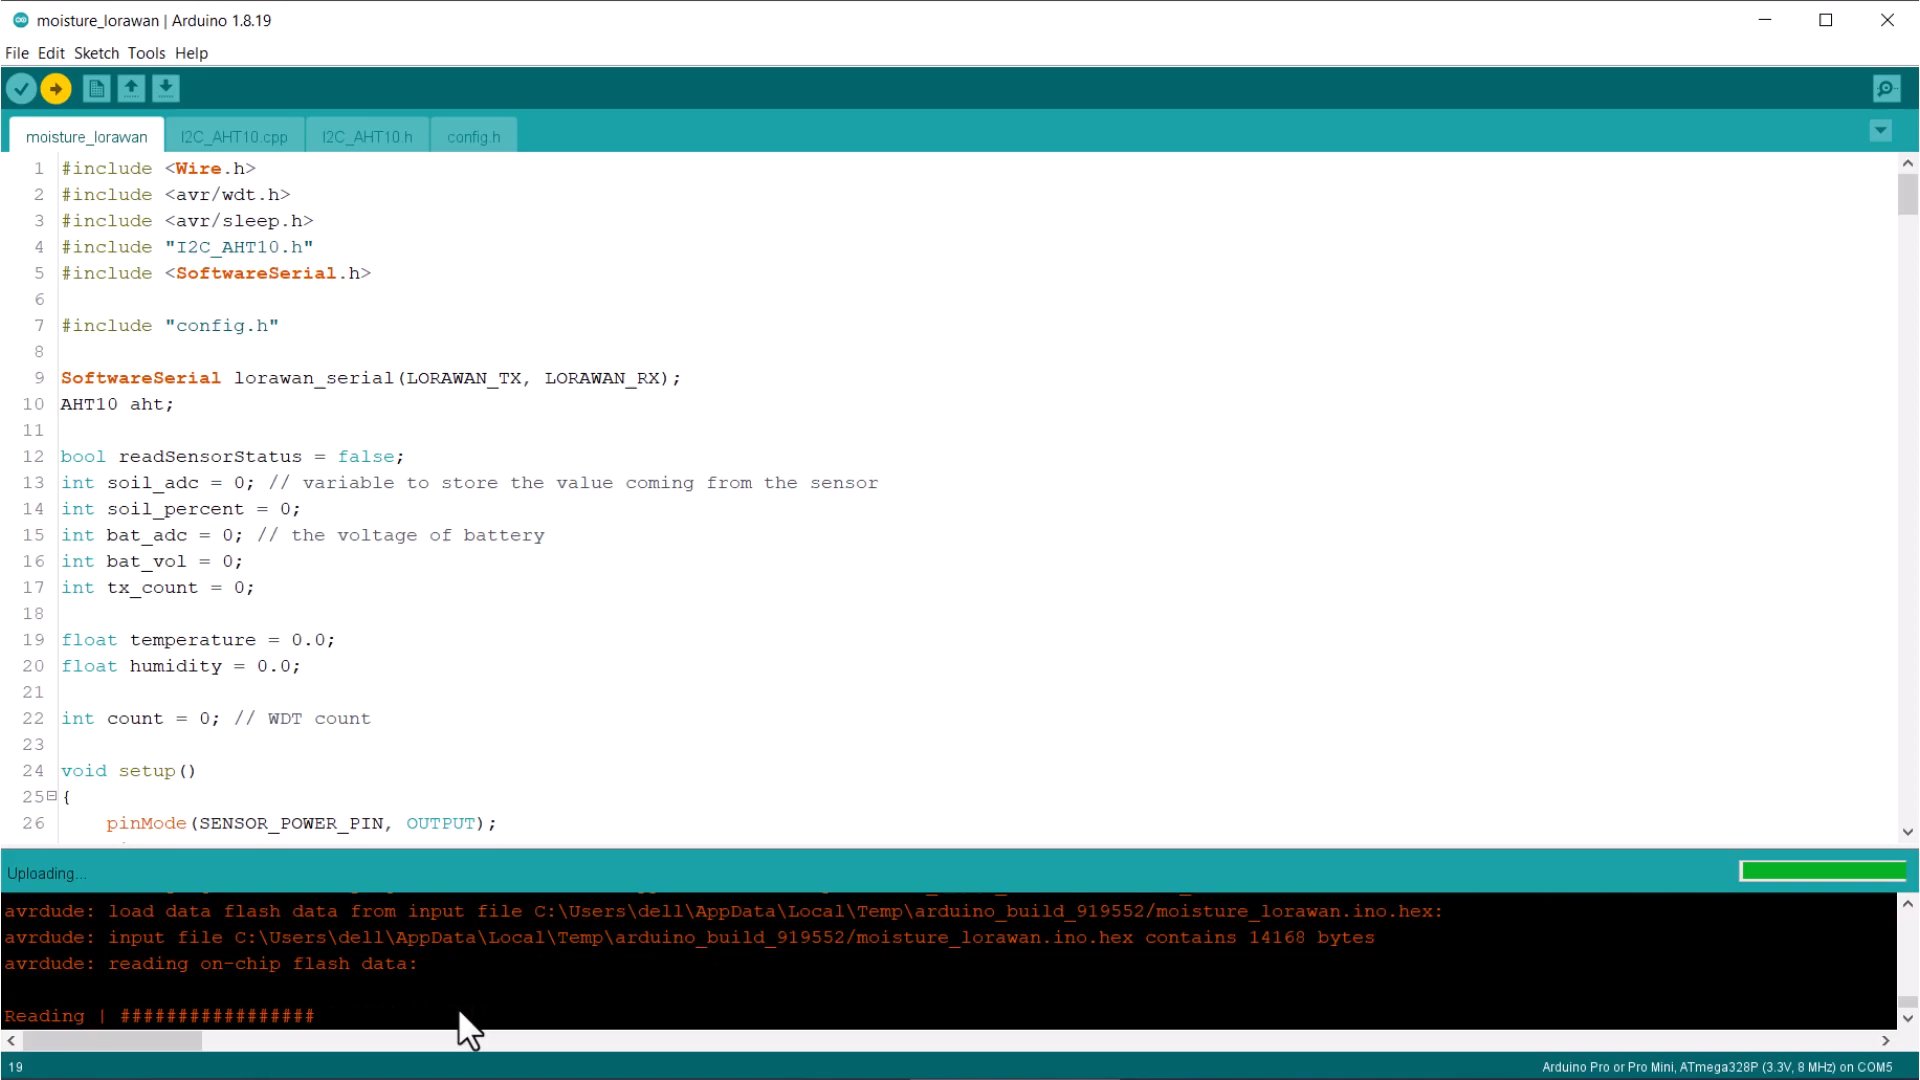 moisture_lorawan | Arduino 1.8.19
File Edit Sketch Tools Help
moisture_lorawan I2C_AHT10.cpp I2C_AHT10.h config.h
1 #include <Wire.h>
2 #include <avr/wdt.h>
3 #include <avr/sleep.h>
4 #include "I2C_AHT10.h"
5 #include <SoftwareSerial.h>
6
7 #include "config.h"
8
9 SoftwareSerial lorawan_serial(LORAWAN_TX, LORAWAN_RX);
10 AHT10 aht;
11
12 bool readSensorStatus = false;
13 int soil_adc = 0; // variable to store the value coming from the sensor
14 int soil_percent = 0;
15 int bat_adc = 0; // the voltage of battery
16 int bat_vol = 0;
17 int tx_count = 0;
18
19 float temperature = 0.0;
20 float humidity = 0.0;
21
22 int count = 0; // WDT count
23
24 void setup()
25 {
26 pinMode(SENSOR_POWER_PIN, OUTPUT);
Uploading...
avrdude: load data flash data from input file C:\Users\dell\AppData\Local\Temp\arduino_build_919552/moisture_lorawan.ino.hex:
avrdude: input file C:\Users\dell\AppData\Local\Temp\arduino_build_919552/moisture_lorawan.ino.hex contains 14168 bytes
avrdude: reading on-chip flash data:
Reading | #################
19 Arduino Pro or Pro Mini, ATmega328P (3.3V, 8 MHz) on COM5